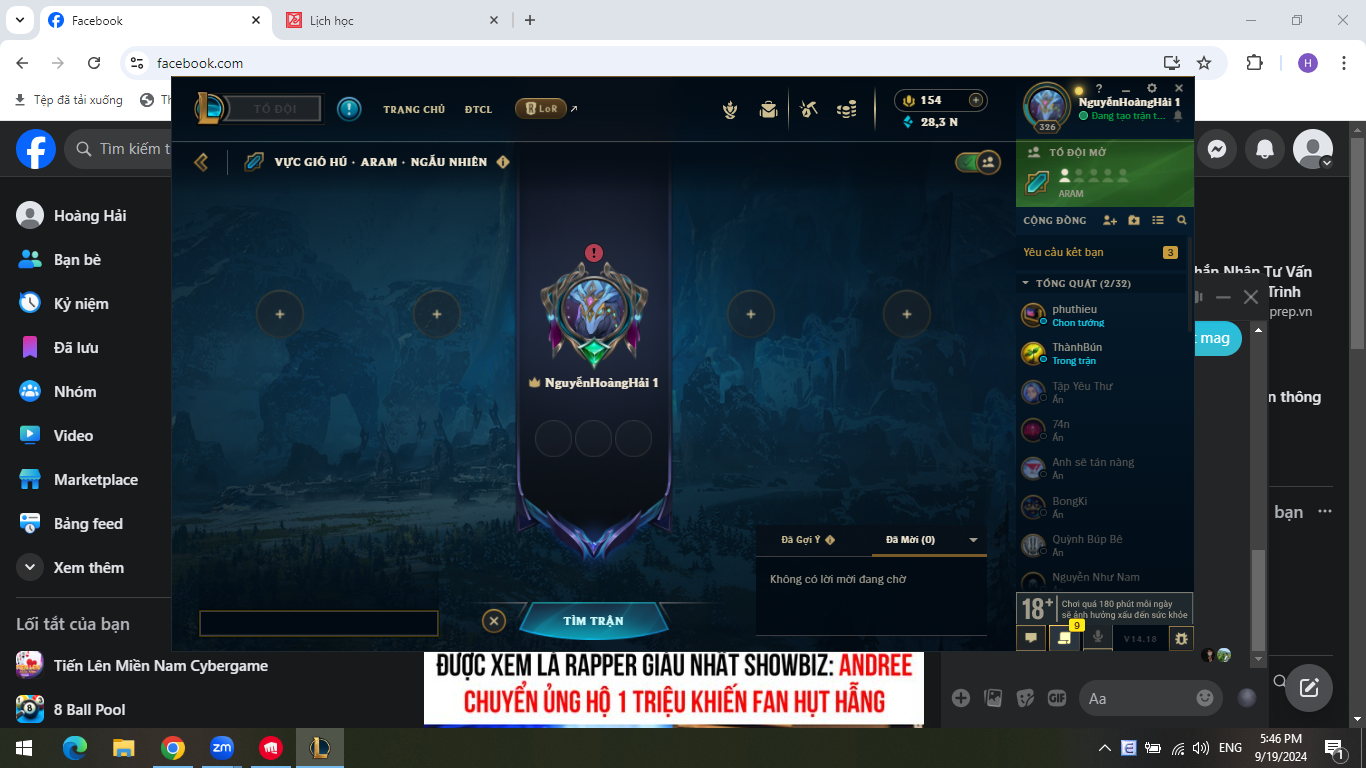 Facebook
Lịch học
facebook.com
H
Tệp đã tải xuống
Tìm kiếm
Hoàng Hải
Bạn bè
Kỷ niệm
Đã lưu
Nhóm
Video
Marketplace
Bảng feed
Xem thêm
Lối tắt của bạn
Tiến Lên Miền Nam Cybergame
8 Ball Pool
TỔ ĐỘI
TRANG CHỦ
ĐTCL
LoR
154
28,3 N
326
NguyễnHoàngHải 1
Đang tạo trận t...
VỰC GIÓ HÚ · ARAM · NGẪU NHIÊN
NguyễnHoàngHải 1
TÌM TRẬN
Đã Gợi Ý
Đã Mời (0)
Không có lời mời đang chờ
TỔ ĐỘI MỞ
ARAM
CỘNG ĐỒNG
Yêu cầu kết bạn
3
TỔNG QUÁT (2/32)
phuthieu
Chọn tướng
ThànhBún
Trong trận
Tập Yêu Thư
Ẩn
74n
Ẩn
Anh sẽ tán nàng
Ẩn
BongKi
Ẩn
Quỳnh Búp Bê
Ẩn
Nguyễn Như Nam
18+
Chơi quá 180 phút mỗi ngày
sẽ ảnh hưởng xấu đến sức khỏe
9
V14.18
Nhân Tư Vấn
Trình
prep.vn
mag
thông
bạn
ĐƯỢC XEM LÀ RAPPER GIÀU NHẤT SHOWBIZ: ANDREE
CHUYỂN ỦNG HỘ 1 TRIỆU KHIẾN FAN HỤT HẪNG
GIF
Aa
zm
ENG
5:46 PM
9/19/2024
1